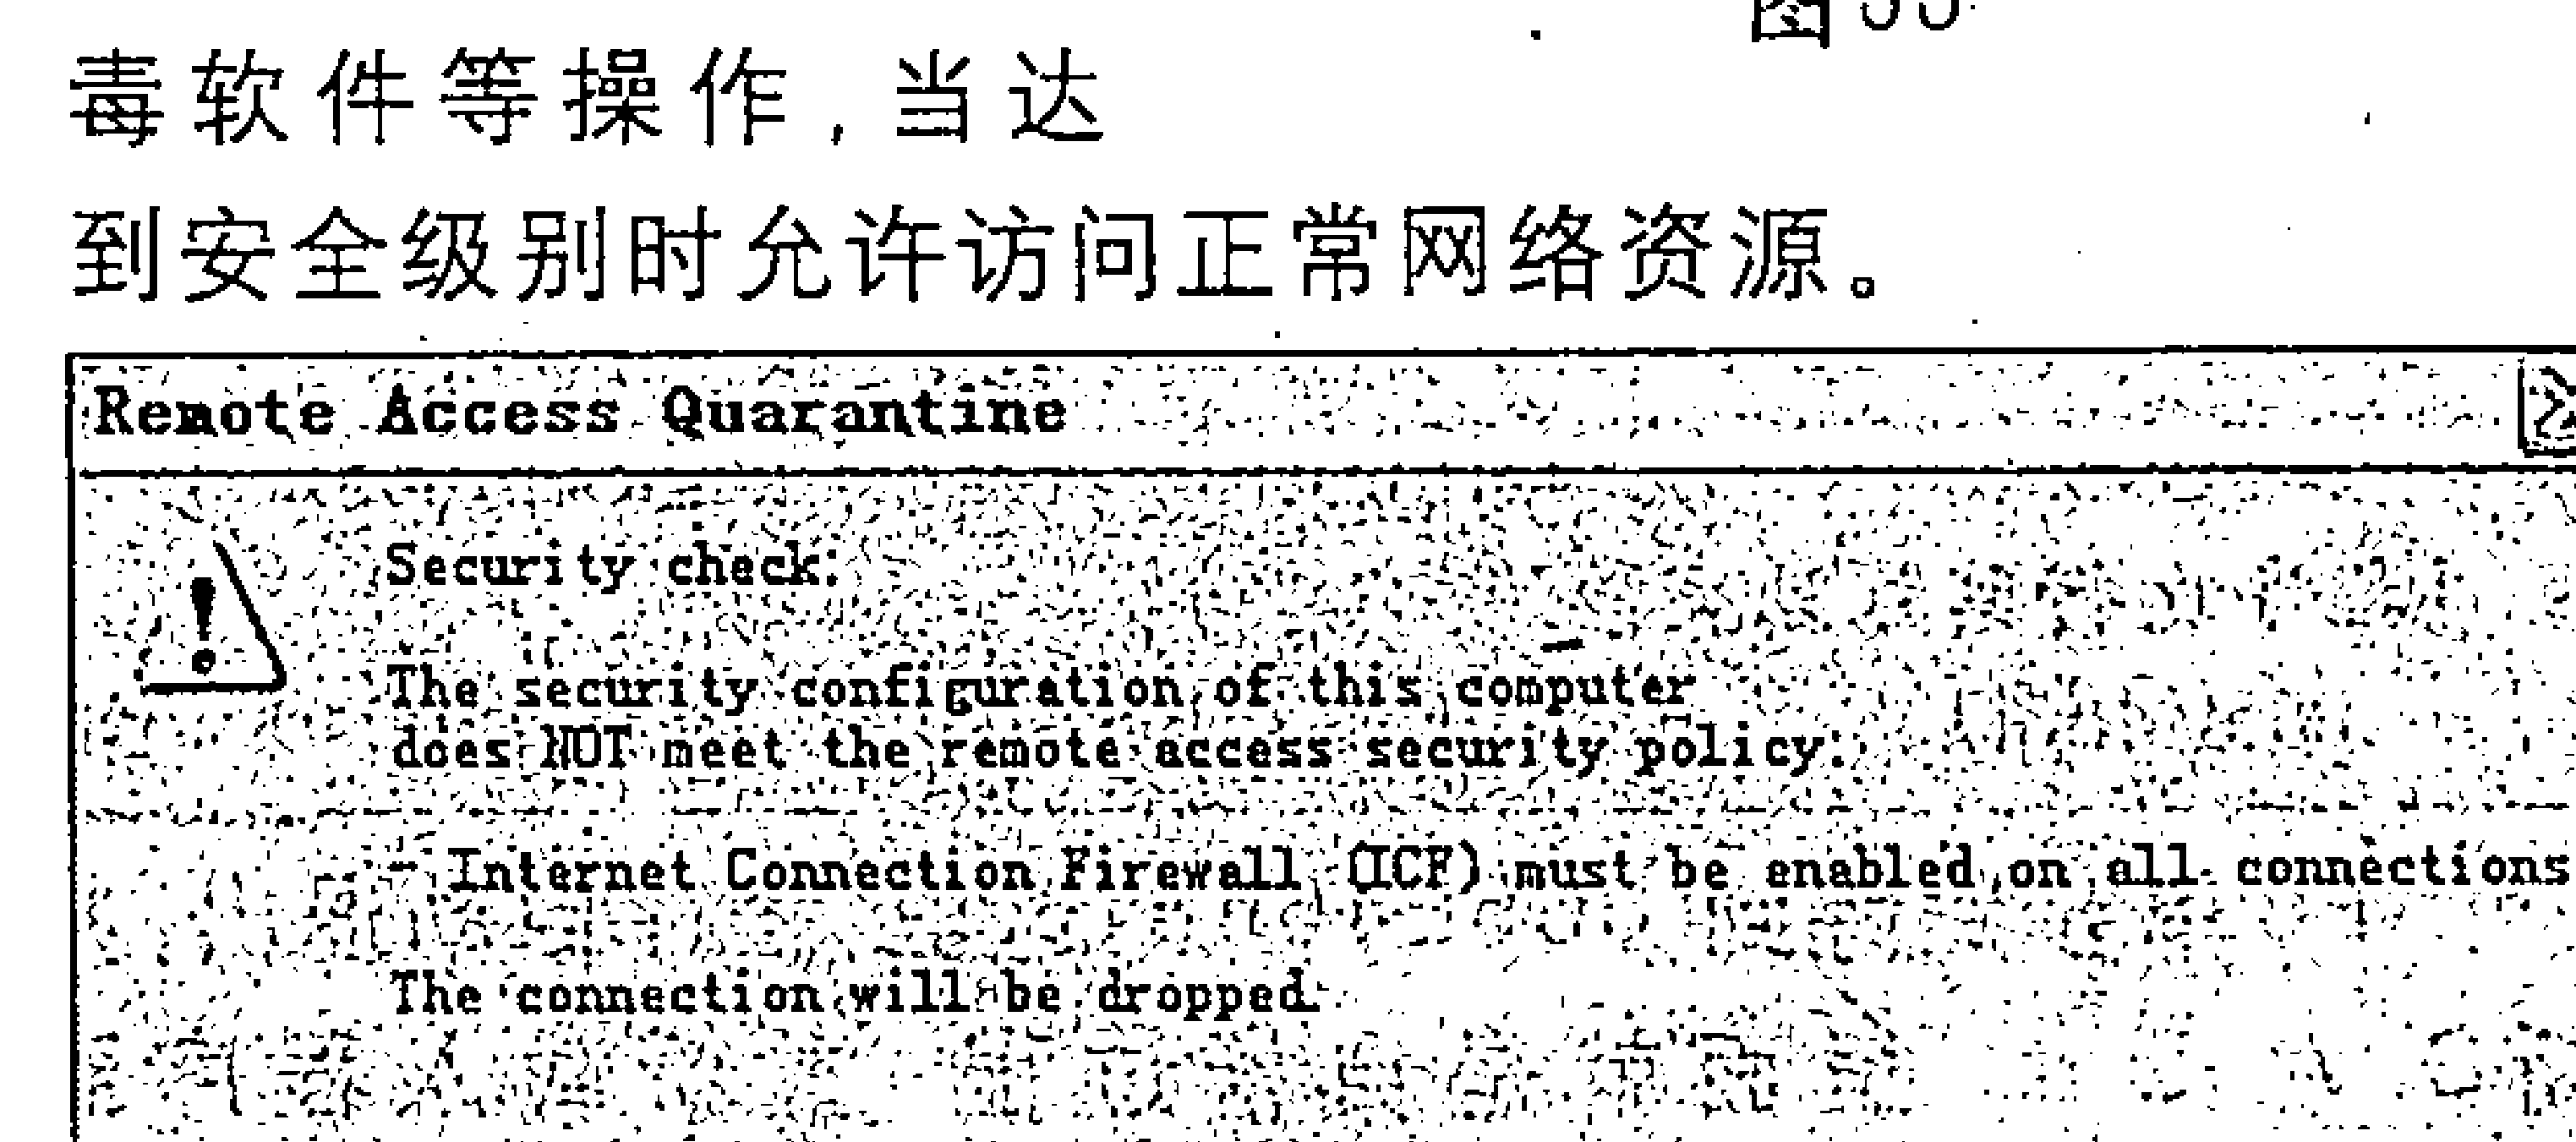 毒软件等操作,当达
到安全级别时允许访问正常网络资源。
Remote Access Quarantine
Security check:
The security configuration of this computer
does NOT meet the remote access security policy:
- Internet Connection Firewall (ICF) must be enabled on all connections
The connection will be dropped.